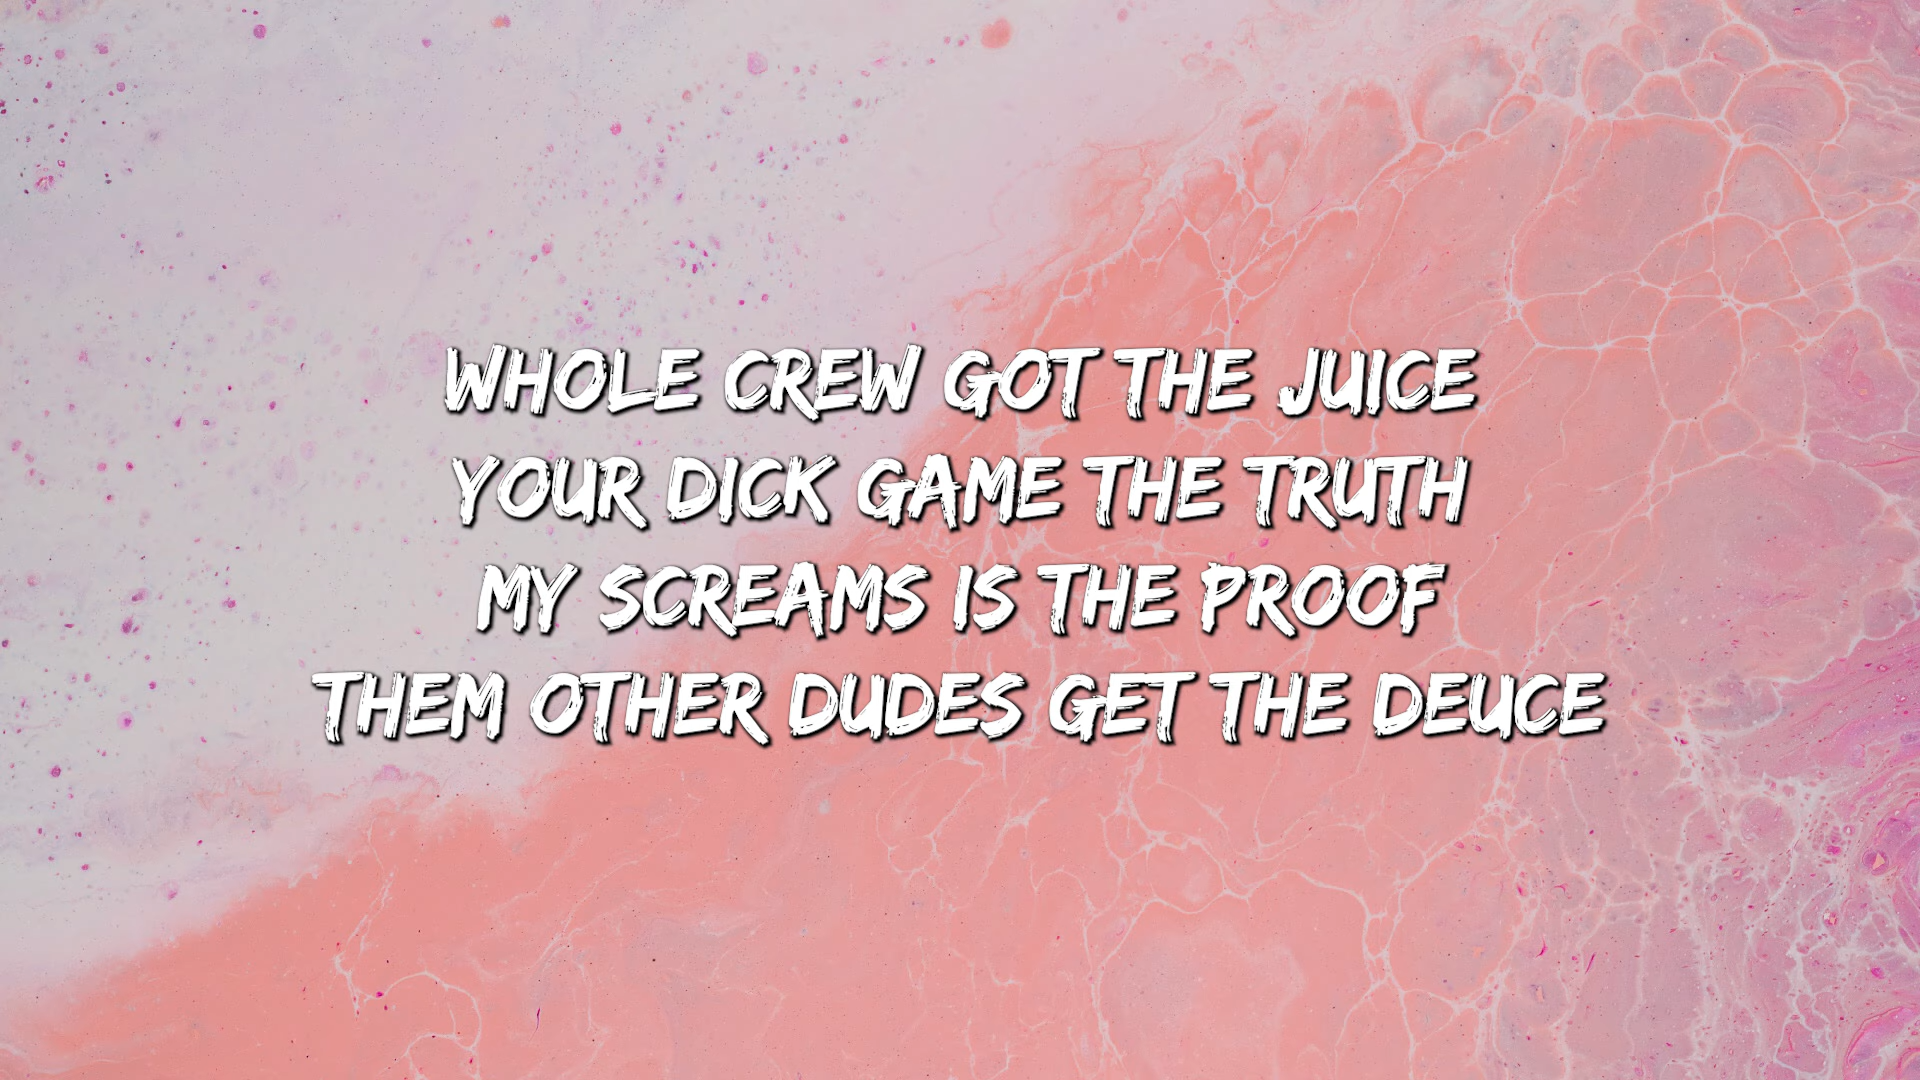 WHOLE CREW GOT THE JUICE
YOUR DICK GAME THE TRUTH
MY SCREAMS IS THE PROOF
THEM OTHER DUDES GET THE DEUCE